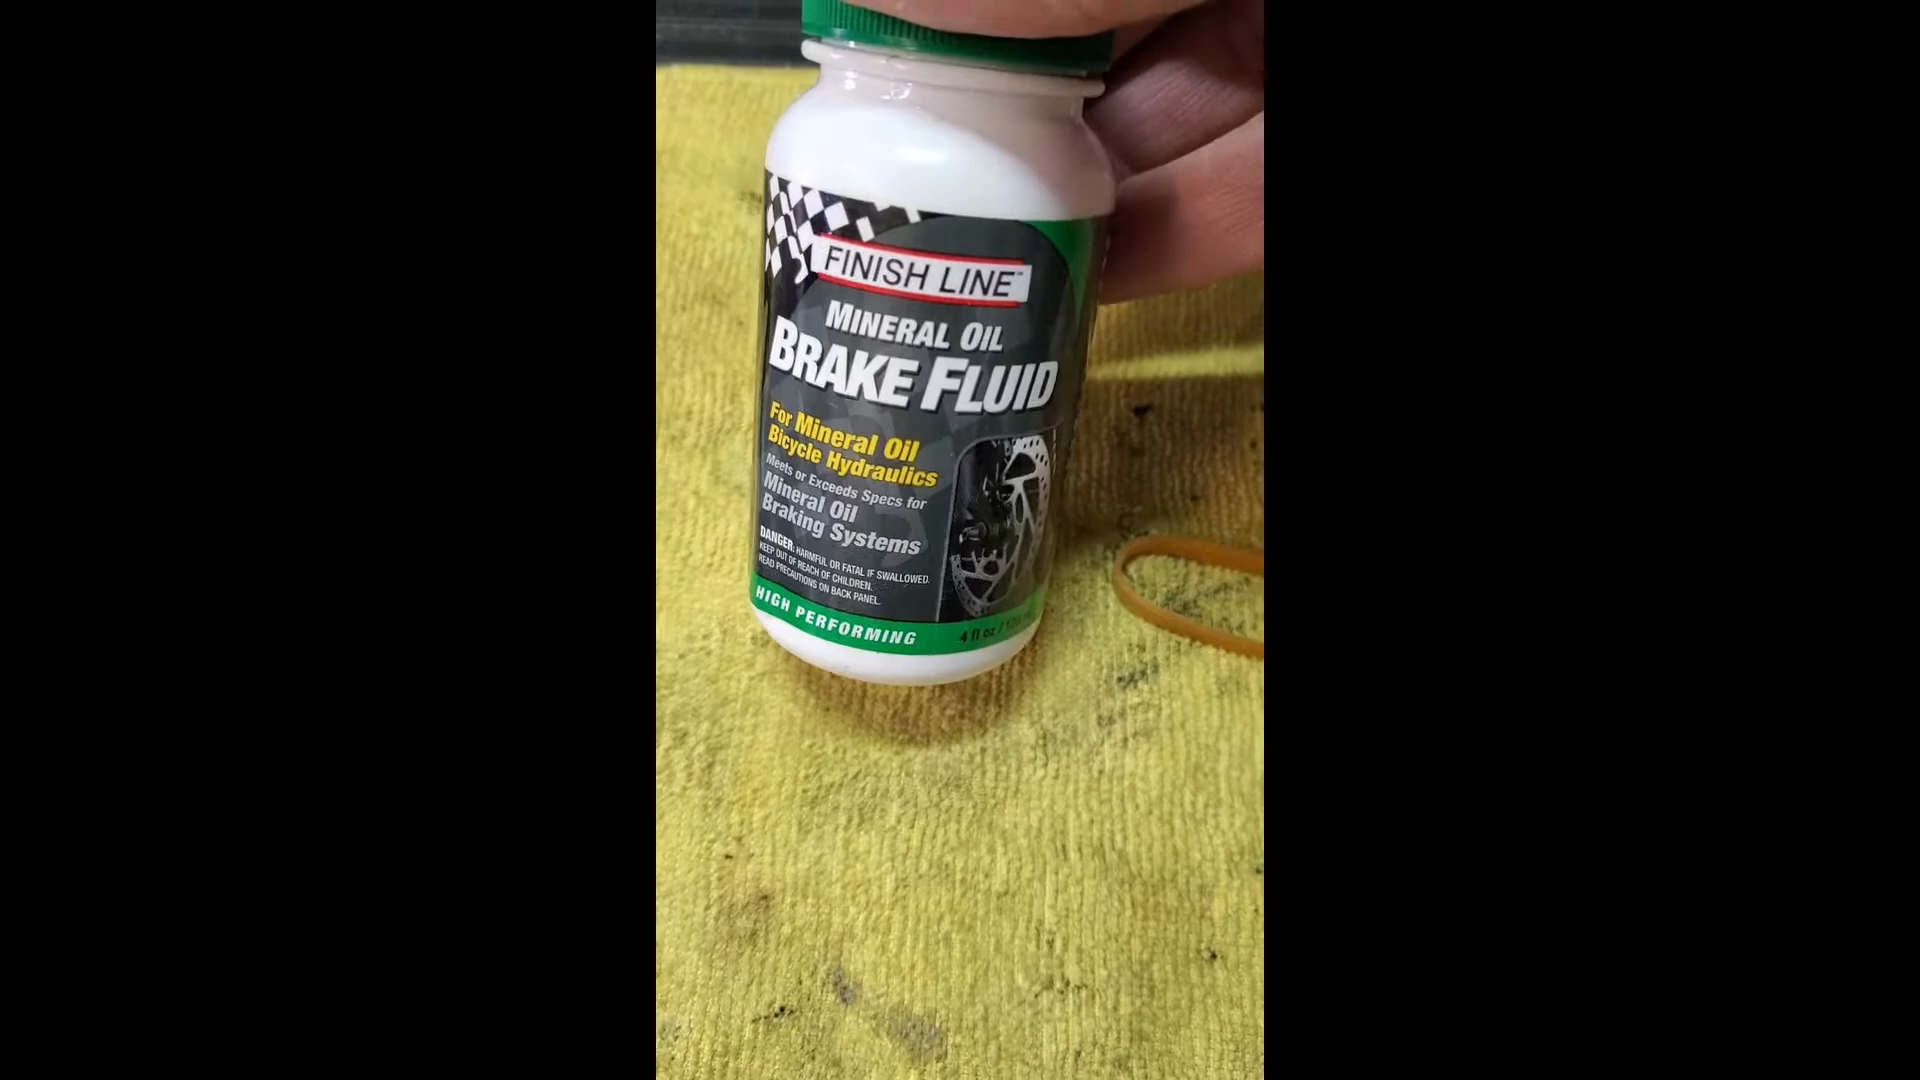 FINISH LINE™
MINERAL OIL
BRAKE FLUID
For Mineral Oil
Bicycle Hydraulics
Meets or Exceeds Specs for
Mineral Oil
Braking Systems
DANGER: HARMFUL OR FATAL IF SWALLOWED.
KEEP OUT OF REACH OF CHILDREN.
READ PRECAUTIONS ON BACK PANEL.
HIGH PERFORMING
4 fl oz /